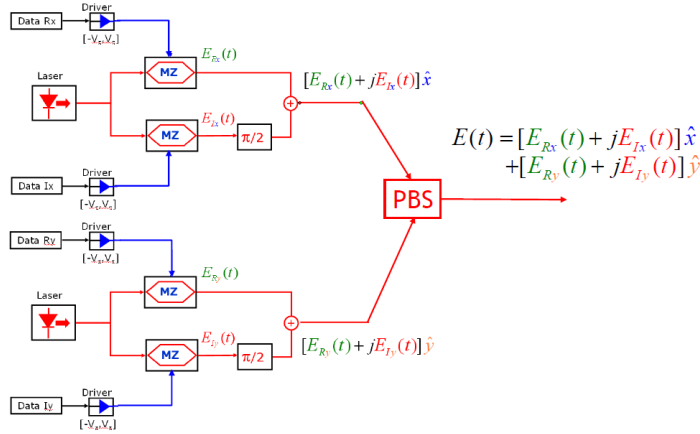 Driver
Data Rx
[-Vπ,Vπ]
E_Rx(t)
Laser
MZ
[E_Rx(t) + jE_Ix(t)]x̂
E_Ix(t)
MZ
π/2
Data Ix
Driver
[-Vπ,Vπ]
E(t) = [E_Rx(t) + jE_Ix(t)]x̂
+[E_Ry(t) + jE_Iy(t)]ŷ
PBS
Driver
Data Ry
[-Vπ,Vπ]
E_Ry(t)
Laser
MZ
E_Iy(t)
MZ
π/2
[E_Ry(t) + jE_Iy(t)]ŷ
Driver
Data Iy
[-Vπ,Vπ]